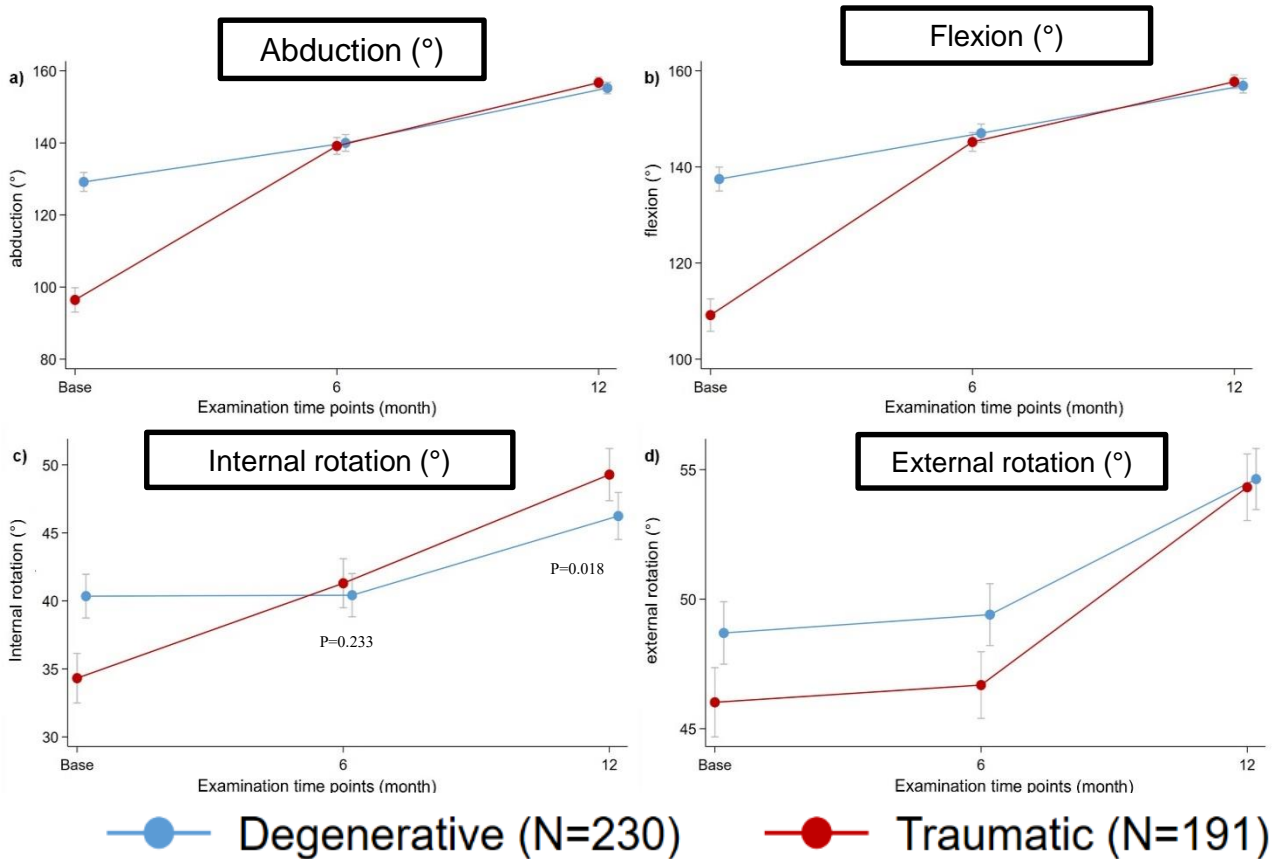 Abduction (°)
a)
160
140
120
100
80
abduction (°)
Base
6
12
Examination time points (month)
Flexion (°)
b)
160
140
120
100
flexion (°)
Base
6
12
Examination time points (month)
Internal rotation (°)
c)
50
45
40
35
30
Internal rotation (°)
P=0.233
P=0.018
Base
6
12
Examination time points (month)
External rotation (°)
d)
55
50
45
external rotation (°)
Base
6
12
Examination time points (month)
Degenerative (N=230)
Traumatic (N=191)